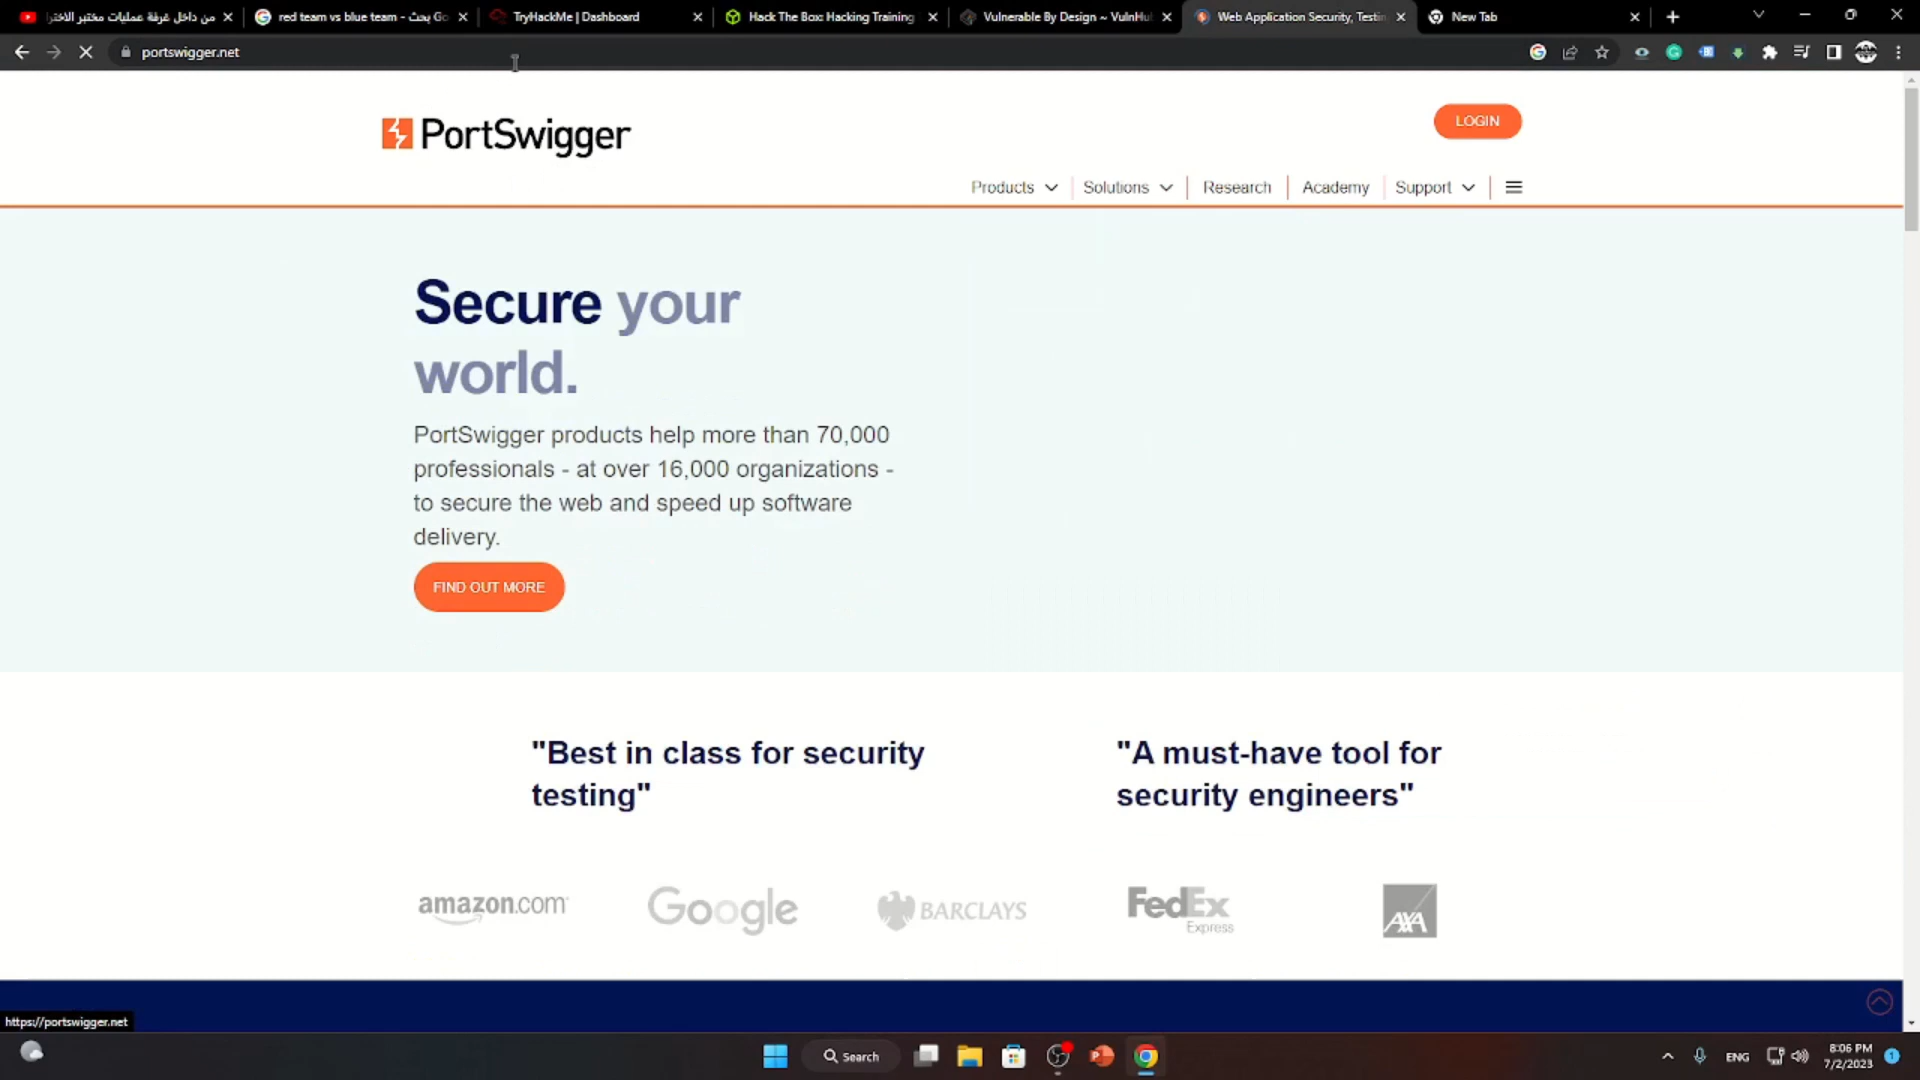 من داخل غرفة عمليات مختبر الاخترا
red team vs blue team - بحث Go
TryHackMe | Dashboard
Hack The Box: Hacking Training
Vulnerable By Design ~ VulnHu
Web Application Security, Testin
New Tab
portswigger.net
PortSwigger
LOGIN
Products
Solutions
Research
Academy
Support
Secure your
world.
PortSwigger products help more than 70,000
professionals - at over 16,000 organizations -
to secure the web and speed up software
delivery.
FIND OUT MORE
"Best in class for security
testing"
"A must-have tool for
security engineers"
amazon.com
Google
BARCLAYS
FedEx
Express
AXA
https://portswigger.net
Search
ENG
8:06 PM
7/2/2023
1